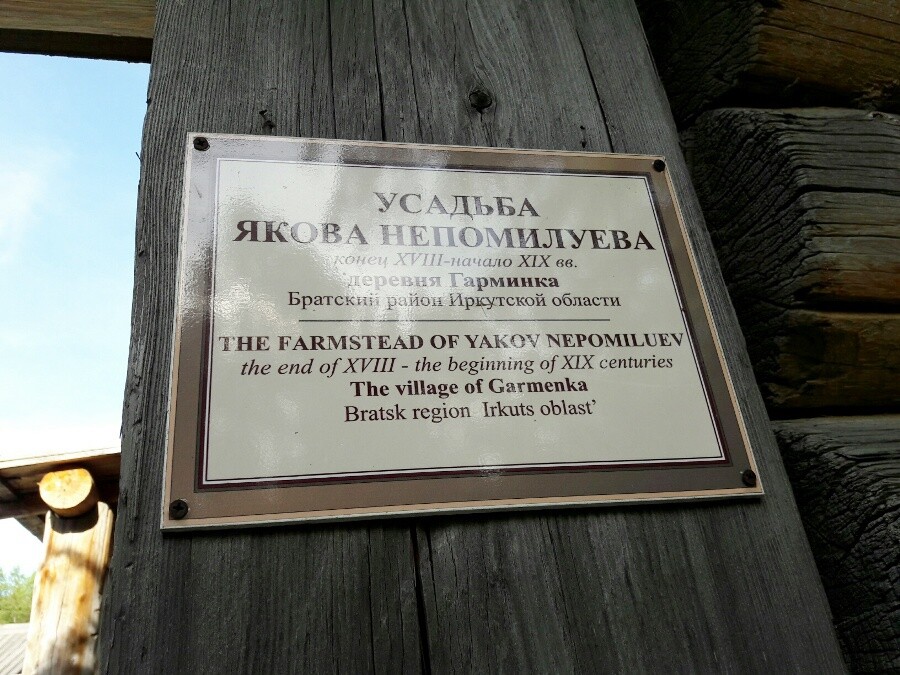 УСАДЬБА
ЯКОВА НЕПОМИЛУЕВА
конец XVIII-начало XIX вв.
деревня Гарминка
Братский район Иркутской области
THE FARMSTEAD OF YAKOV NEPOMILUEV
the end of XVIII - the beginning of XIX centuries
The village of Garmenka
Bratsk region Irkuts oblast'